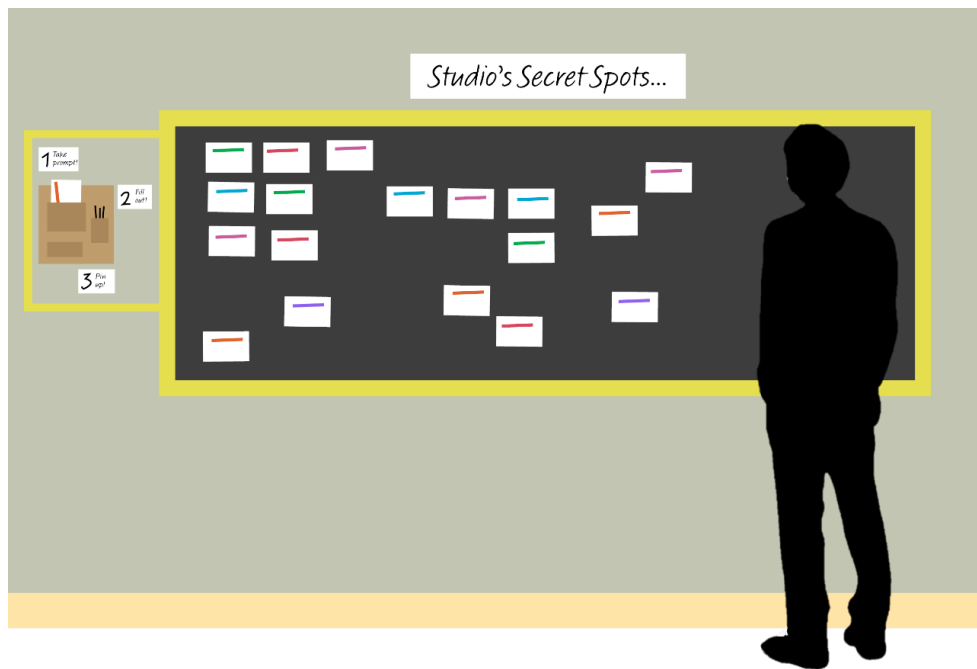 Studio's Secret Spots...
1 Take
prompt!
2 Fill
out!
3 Pin
up!